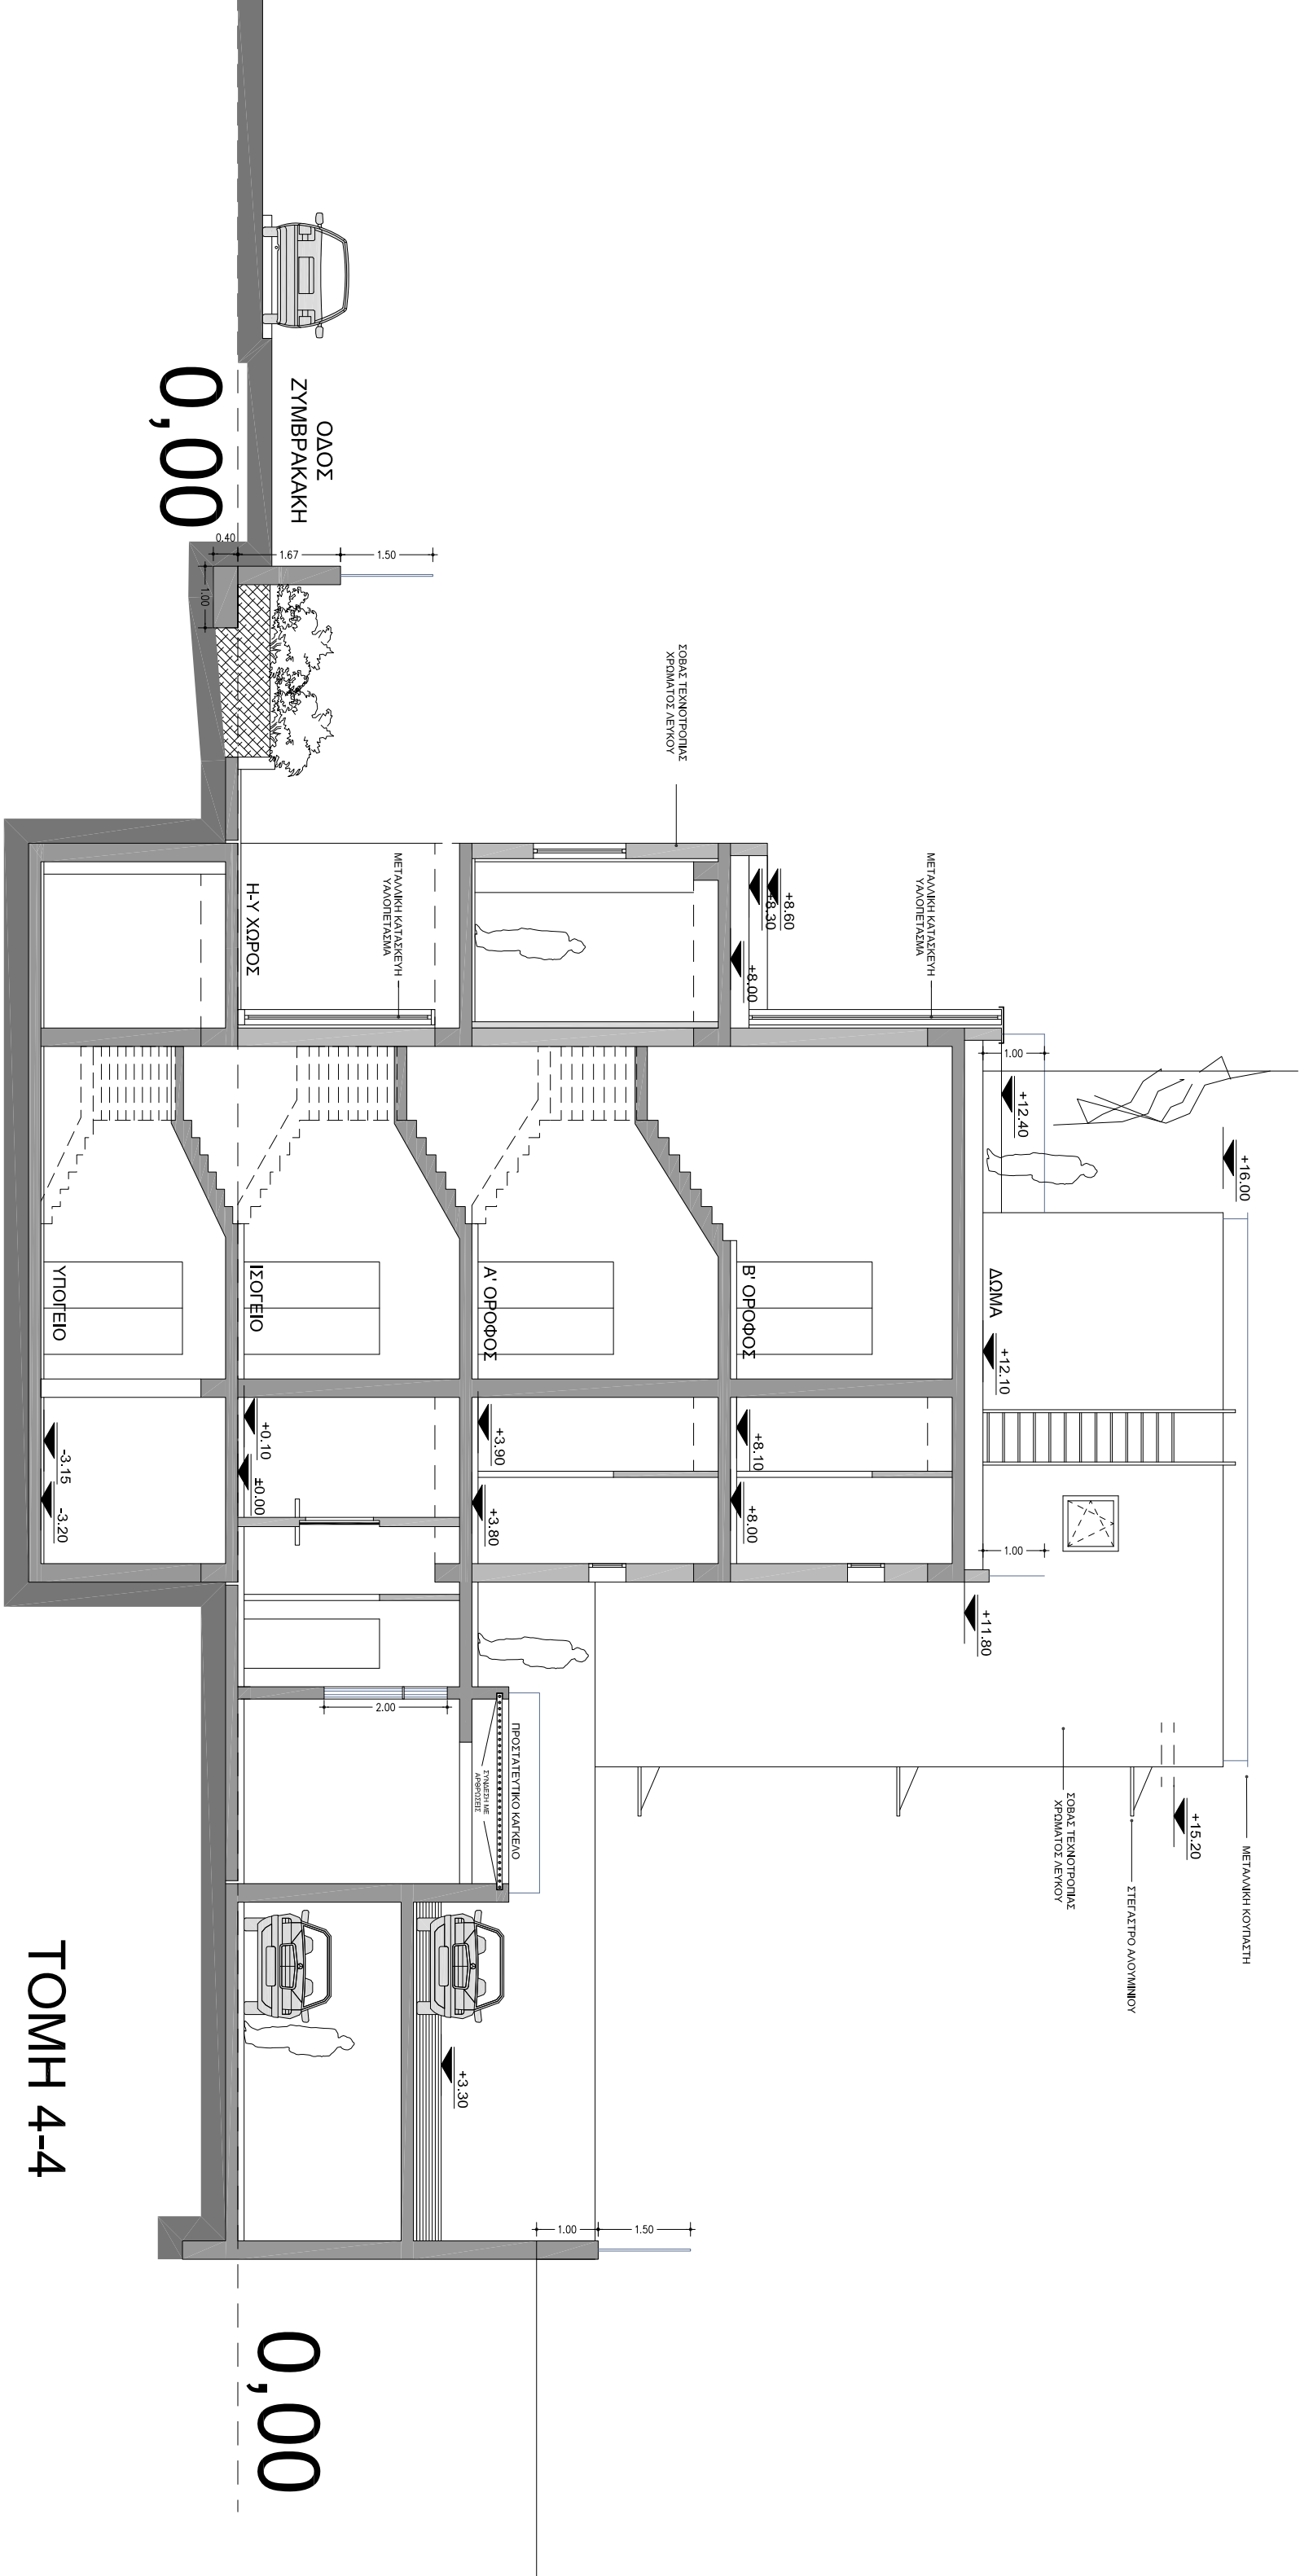 +16.00
ΜΕΤΑΛΛΙΚΗ ΚΟΥΠΑΣΤΗ
+15.20
ΣΤΕΓΑΣΤΡΟ ΑΛΟΥΜΙΝΙΟΥ
ΣΟΒΑΣ ΤΕΧΝΟΤΡΟΠΙΑΣ
ΧΡΩΜΑΤΟΣ ΛΕΥΚΟΥ
1.00
+12.40
1.00
ΔΩΜΑ
+12.10
+11.80
ΜΕΤΑΛΛΙΚΗ ΚΑΤΑΣΚΕΥΗ
ΥΑΛΟΠΕΤΑΣΜΑ
+8.60
+8.30
+8.00
Β' ΟΡΟΦΟΣ
+8.10
+8.00
ΣΟΒΑΣ ΤΕΧΝΟΤΡΟΠΙΑΣ
ΧΡΩΜΑΤΟΣ ΛΕΥΚΟΥ
1.00
1.50
ΠΡΟΣΤΑΤΕΥΤΙΚΟ ΚΑΓΚΕΛΟ
ΣΥΝΔΕΣΗ ΜΕ
ΑΡΘΡΩΣΕΙΣ
Α' ΟΡΟΦΟΣ
+3.90
+3.80
+3.30
2.00
ΜΕΤΑΛΛΙΚΗ ΚΑΤΑΣΚΕΥΗ
ΥΑΛΟΠΕΤΑΣΜΑ
ΟΔΟΣ
ΖΥΜΒΡΑΚΑΚΗ
0.40
1.67
1.50
1.00
Η-Υ ΧΩΡΟΣ
ΙΣΟΓΕΙΟ
+0.10
±0.00
0,00
0,00
ΥΠΟΓΕΙΟ
-3.15
-3.20
ΤΟΜΗ 4-4